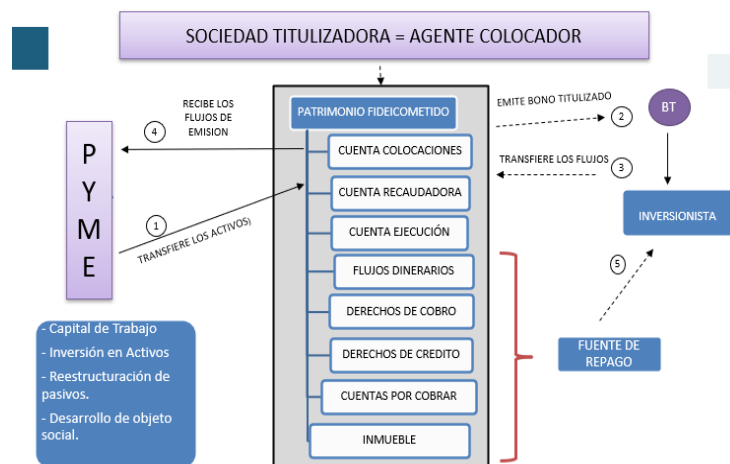 SOCIEDAD TITULIZADORA = AGENTE COLOCADOR
RECIBE LOS
FLUJOS DE
EMISION
4
PYME
1
TRANSFIERE LOS ACTIVOS)
- Capital de Trabajo
- Inversión en Activos
- Reestructuración de
pasivos.
- Desarrollo de objeto
social.
PATRIMONIO FIDEICOMETIDO
CUENTA COLOCACIONES
CUENTA RECAUDADORA
CUENTA EJECUCIÓN
FLUJOS DINERARIOS
DERECHOS DE COBRO
DERECHOS DE CREDITO
CUENTAS POR COBRAR
INMUEBLE
EMITE BONO TITULIZADO
2
BT
TRANSFIERE LOS FLUJOS
3
INVERSIONISTA
5
FUENTE DE
REPAGO